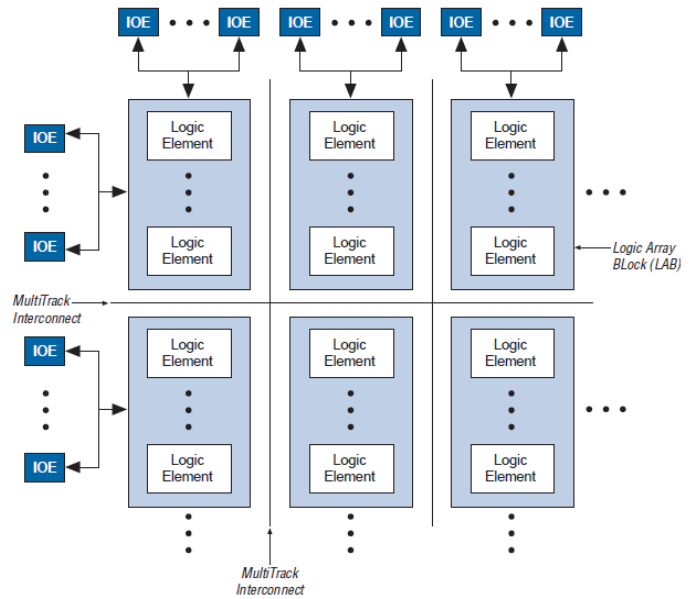 IOE IOE IOE IOE IOE IOE
Logic Element
Logic Element
Logic Element
IOE
IOE
Logic Element
Logic Element
Logic Element
Logic Array
BLock (LAB)
MultiTrack
Interconnect
IOE
Logic Element
Logic Element
Logic Element
IOE
Logic Element
Logic Element
Logic Element
MultiTrack
Interconnect